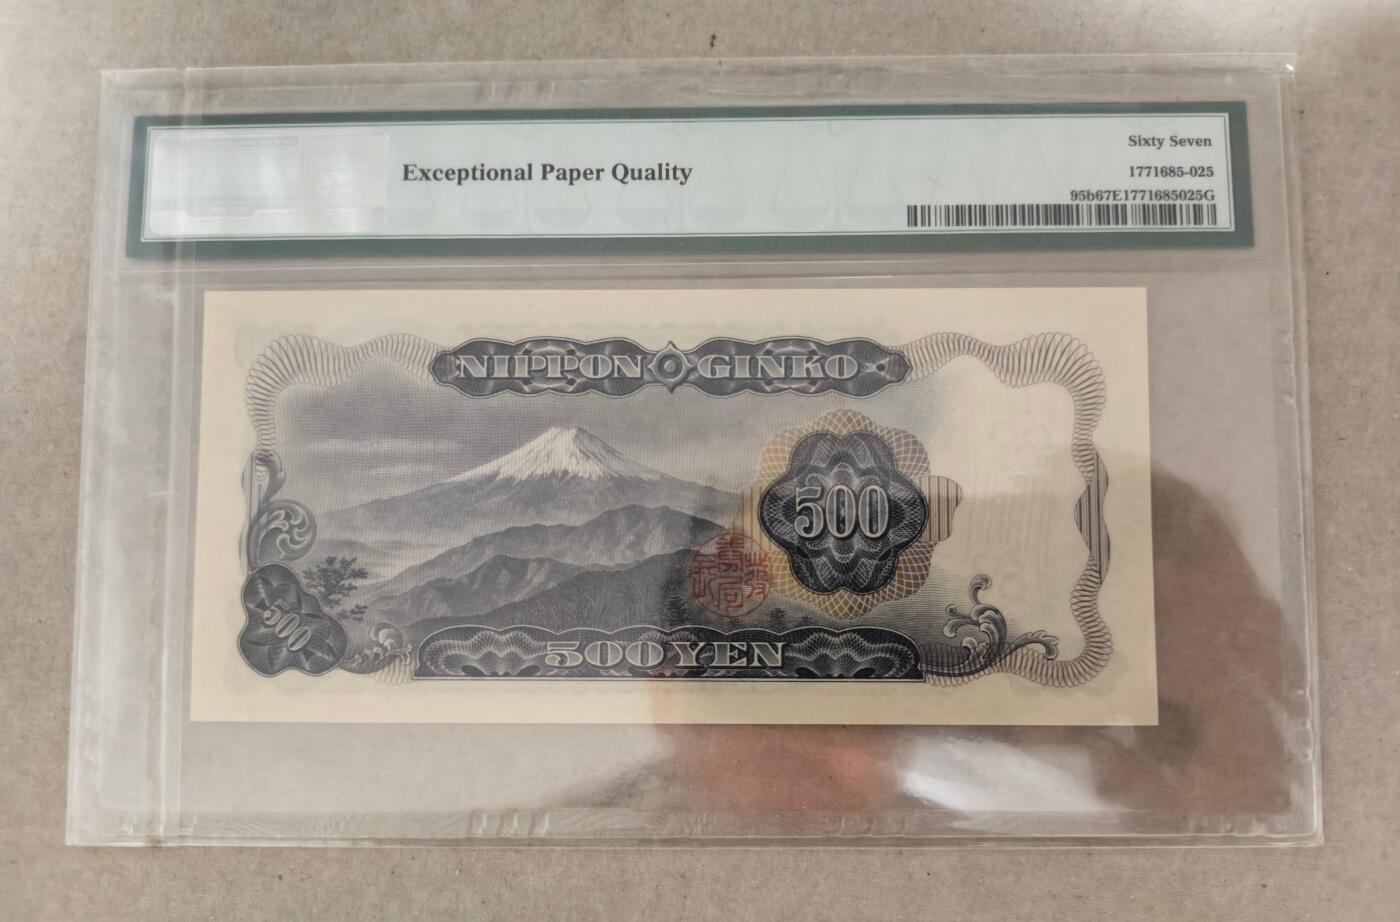 Sixty Seven
Exceptional Paper Quality
1771685-025
95b67E1771685025G
NIPPON GINKO
500
500
500 YEN